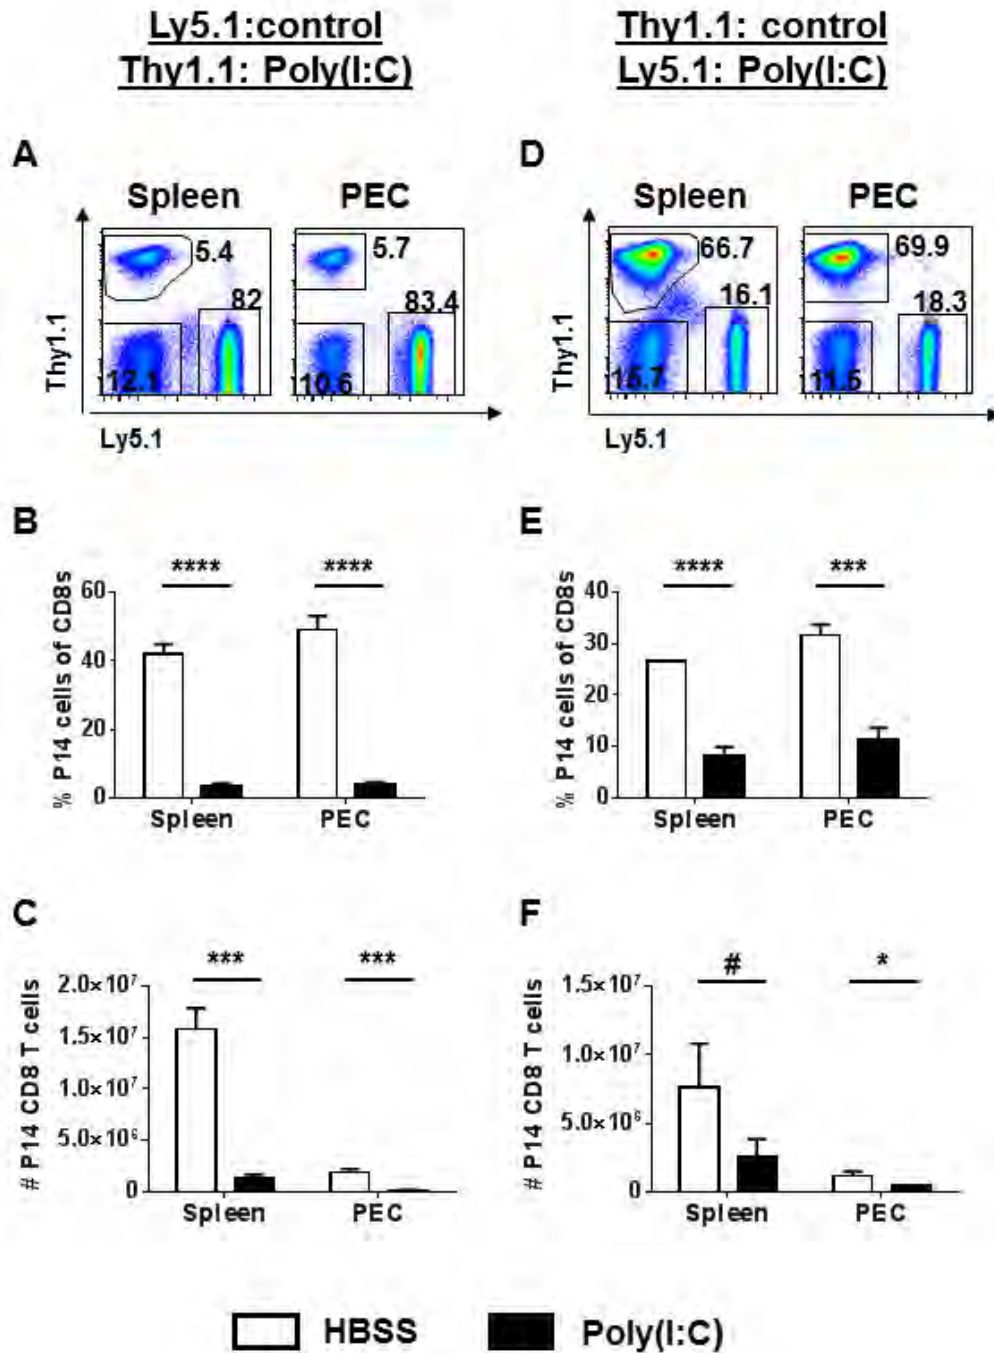 Ly5.1:control
Thy1.1: Poly(I:C)
Thy1.1: control
Ly5.1: Poly(I:C)
A
Spleen
PEC
5.4
5.7
82
83.4
12.1
10.6
Thy1.1
Ly5.1
D
Spleen
PEC
66.7
69.9
16.1
18.3
15.7
11.5
Thy1.1
Ly5.1
B
% P14 cells of CD8s
60
40
20
0
****
****
Spleen
PEC
E
% P14 cells of CD8s
40
30
20
10
0
****
***
Spleen
PEC
C
# P14 CD8 T cells
2.0×10⁷
1.5×10⁷
1.0×10⁷
5.0×10⁶
0
***
***
Spleen
PEC
F
# P14 CD8 T cells
1.5×10⁷
1.0×10⁷
5.0×10⁶
0
#
*
Spleen
PEC
HBSS
Poly(I:C)